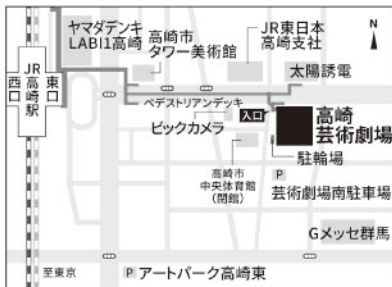 ヤマダデンキ
LABI1高崎
高崎市
タワー美術館
JR東日本
高崎支社
N
太陽誘電
西口
JR高崎駅
東口
ペデストリアンデッキ
入口
高崎
芸術劇場
ビックカメラ
駐輪場
高崎市
中央体育館
(閉館)
P
芸術劇場南駐車場
Gメッセ群馬
至東京
P アートパーク高崎東